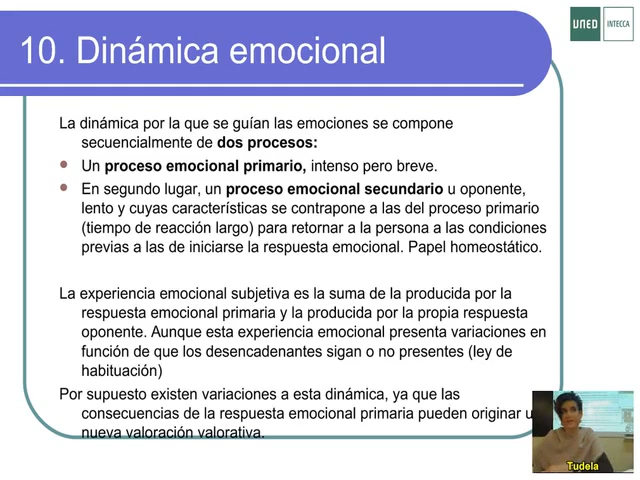 UNED INTECCA
10. Dinámica emocional
La dinámica por la que se guían las emociones se compone
secuencialmente de dos procesos:
Un proceso emocional primario, intenso pero breve.
En segundo lugar, un proceso emocional secundario u oponente,
lento y cuyas características se contrapone a las del proceso primario
(tiempo de reacción largo) para retornar a la persona a las condiciones
previas a las de iniciarse la respuesta emocional. Papel homeostático.
La experiencia emocional subjetiva es la suma de la producida por la
respuesta emocional primaria y la producida por la propia respuesta
oponente. Aunque esta experiencia emocional presenta variaciones en
función de que los desencadenantes sigan o no presentes (ley de
habituación)
Por supuesto existen variaciones a esta dinámica, ya que las
consecuencias de la respuesta emocional primaria pueden originar
nueva valoración valorativa.
Tudela